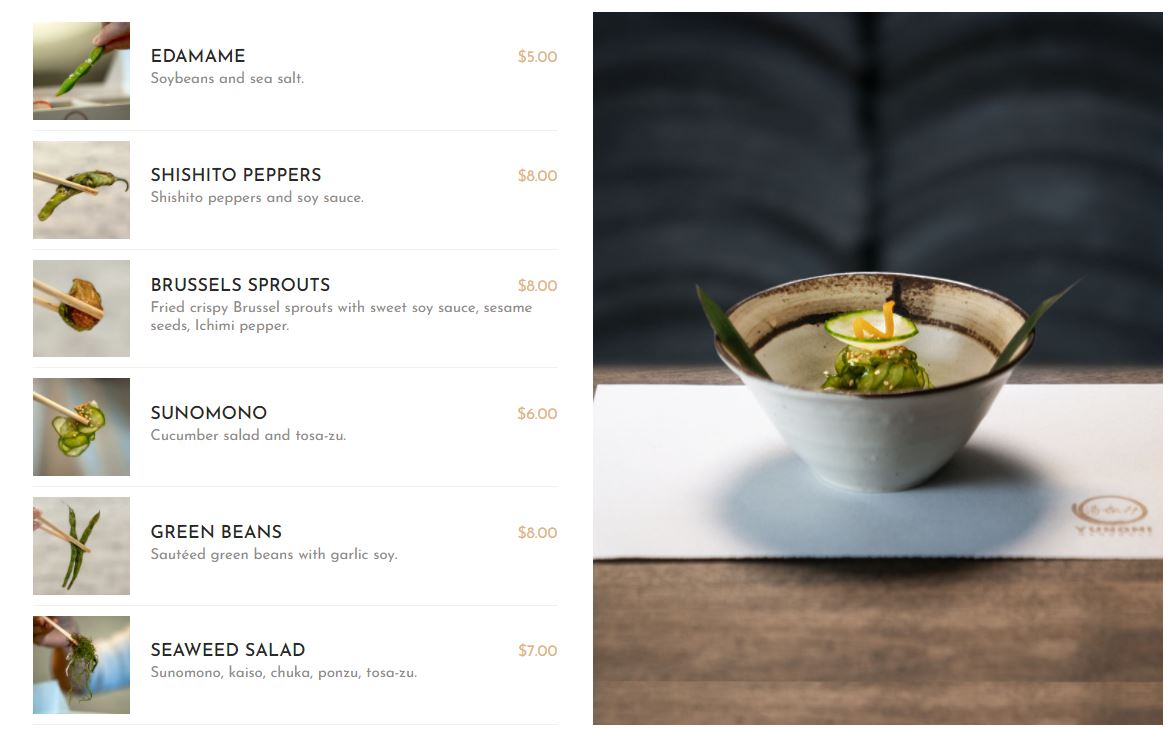 EDAMAME
$5.00
Soybeans and sea salt.
SHISHITO PEPPERS
$8.00
Shishito peppers and soy sauce.
BRUSSELS SPROUTS
$8.00
Fried crispy Brussel sprouts with sweet soy sauce, sesame
seeds, Ichimi pepper.
SUNOMONO
$6.00
Cucumber salad and tosa-zu.
GREEN BEANS
$8.00
Sautéed green beans with garlic soy.
SEAWEED SALAD
$7.00
Sunomono, kaiso, chuka, ponzu, tosa-zu.
YUNOMI